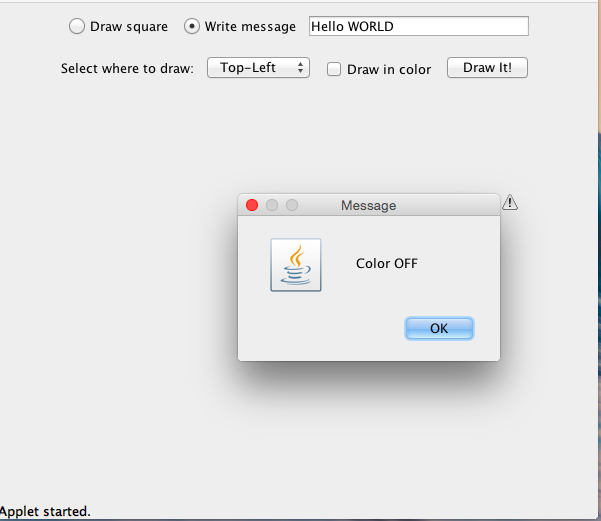 Draw square Write message Hello WORLD
Select where to draw: Top-Left Draw in color Draw It!
Message
Color OFF
OK
Applet started.